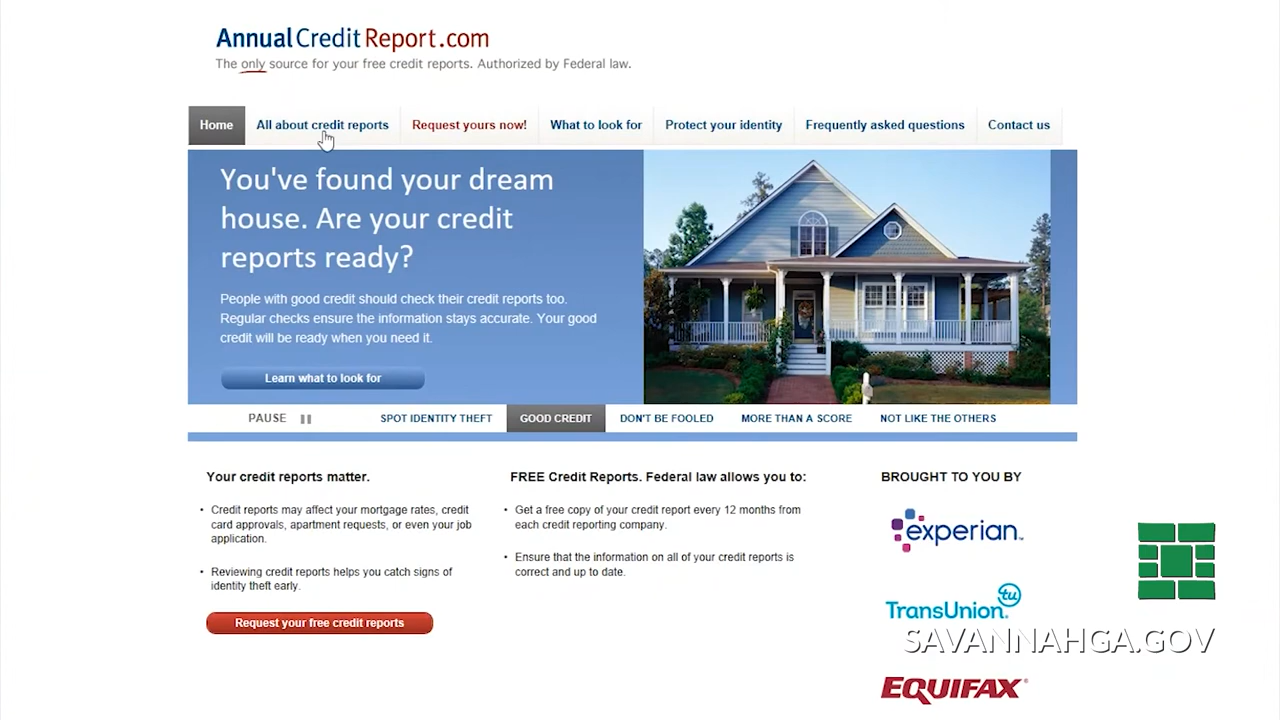 AnnualCreditReport.com
The only source for your free credit reports. Authorized by Federal law.
Home
All about credit reports
Request yours now!
What to look for
Protect your identity
Frequently asked questions
Contact us
You've found your dream
house. Are your credit
reports ready?
People with good credit should check their credit reports too.
Regular checks ensure the information stays accurate. Your good
credit will be ready when you need it.
Learn what to look for
PAUSE
SPOT IDENTITY THEFT
GOOD CREDIT
DON'T BE FOOLED
MORE THAN A SCORE
NOT LIKE THE OTHERS
Your credit reports matter.
• Credit reports may affect your mortgage rates, credit
card approvals, apartment requests, or even your job
application.
• Reviewing credit reports helps you catch signs of
identity theft early.
Request your free credit reports
FREE Credit Reports. Federal law allows you to:
• Get a free copy of your credit report every 12 months from
each credit reporting company.
• Ensure that the information on all of your credit reports is
correct and up to date.
BROUGHT TO YOU BY
experian™
TransUnion
tu
EQUIFAX®
SAVANNAHGA.GOV